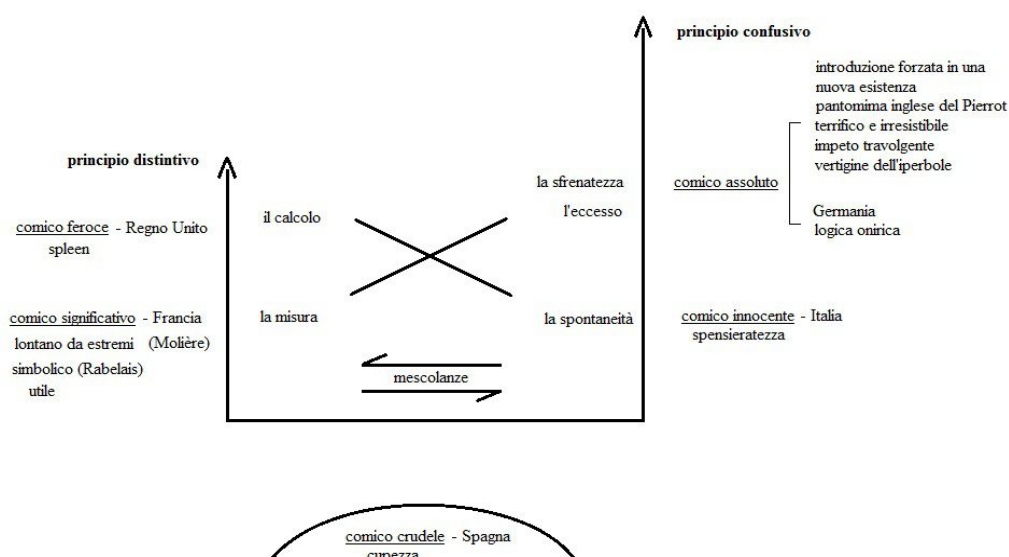 principio confusivo
introduzione forzata in una
nuova esistenza
pantomima inglese del Pierrot
terrifico e irresistibile
impeto travolgente
vertigine dell'iperbole
comico assoluto
Germania
logica onirica
principio distintivo
comico feroce - Regno Unito
spleen
il calcolo
la sfrenatezza
l'eccesso
comico significativo - Francia
lontano da estremi (Molière)
simbolico (Rabelais)
utile
la misura
la spontaneità
comico innocente - Italia
spensieratezza
mescolanze
comico crudele - Spagna
cupezza